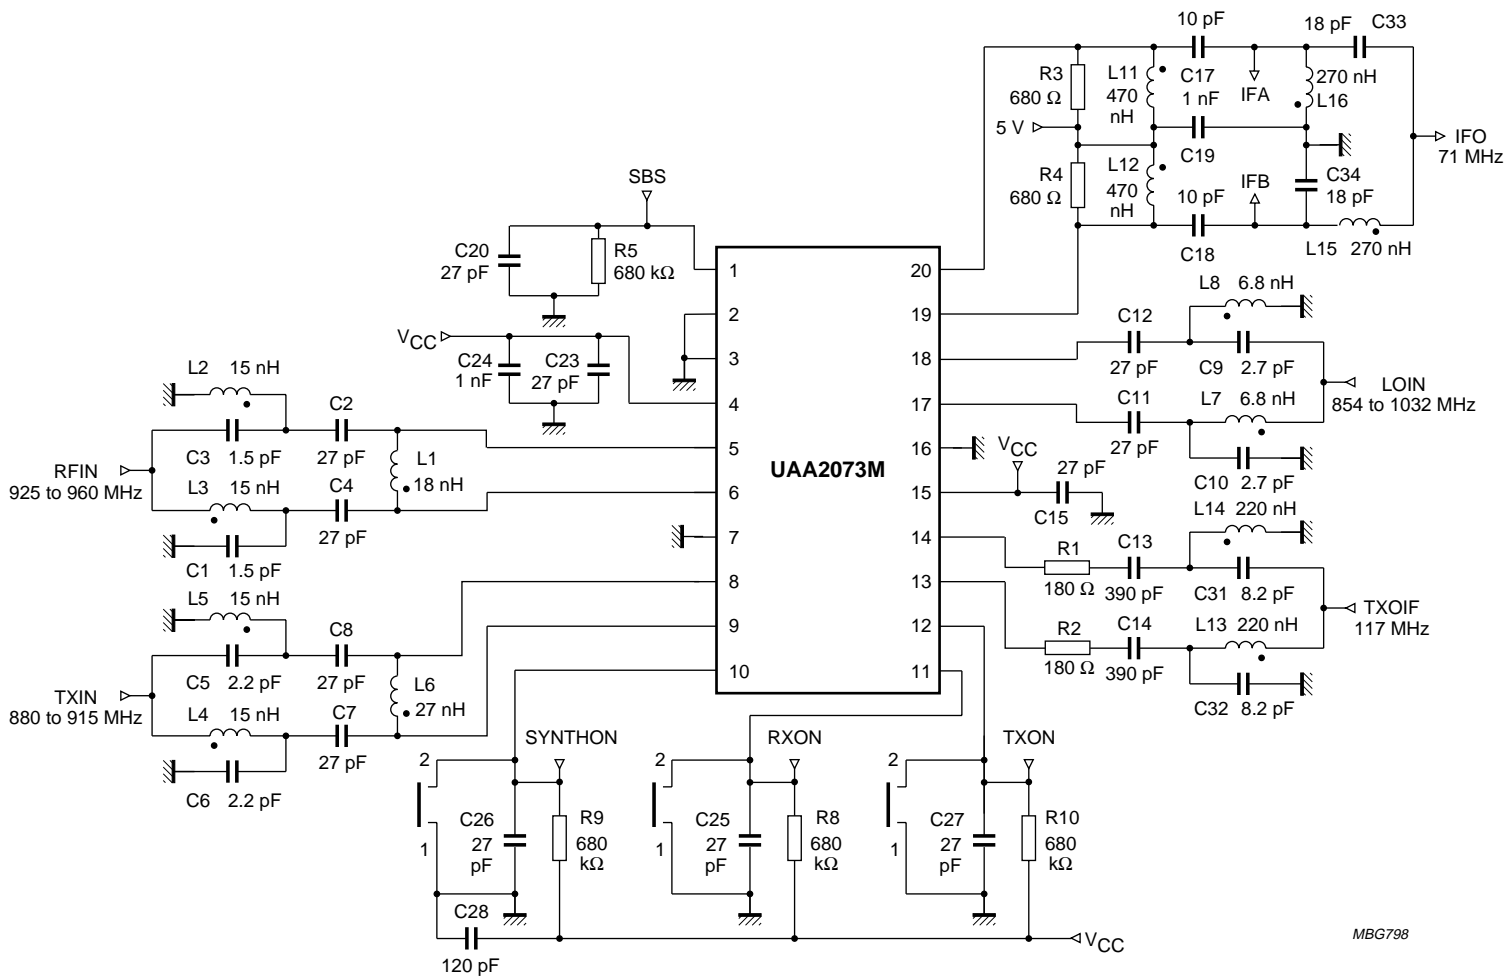 10 pF
18 pF
C33
R3
680 Ω
L11
470
nH
C17
1 nF
IFA
270 nH
L16
5 V
C19
IFO
71 MHz
R4
680 Ω
L12
470
nH
10 pF
IFB
C34
18 pF
C18
L15
270 nH
SBS
C20
27 pF
R5
680 kΩ
VCC
C24
1 nF
C23
27 pF
L2
15 nH
C2
C3
1.5 pF
27 pF
L1
18 nH
RFIN
925 to 960 MHz
L3
15 nH
C4
27 pF
C1
1.5 pF
L5
15 nH
C8
C5
2.2 pF
27 pF
L6
27 nH
TXIN
880 to 915 MHz
L4
15 nH
C7
27 pF
C6
2.2 pF
1
2
3
4
5
6
7
8
9
10
UAA2073M
20
19
18
17
16
15
14
13
12
11
L8
6.8 nH
C12
27 pF
C9
2.7 pF
LOIN
854 to 1032 MHz
L7
6.8 nH
C11
27 pF
C10
2.7 pF
VCC
27 pF
C15
L14
220 nH
R1
180 Ω
C13
390 pF
C31
8.2 pF
TXOIF
117 MHz
L13
220 nH
R2
180 Ω
C14
390 pF
C32
8.2 pF
SYNTHON
2
1
C26
27
pF
R9
680
kΩ
RXON
2
1
C25
27
pF
R8
680
kΩ
TXON
2
1
C27
27
pF
R10
680
kΩ
C28
120 pF
VCC
MBG798